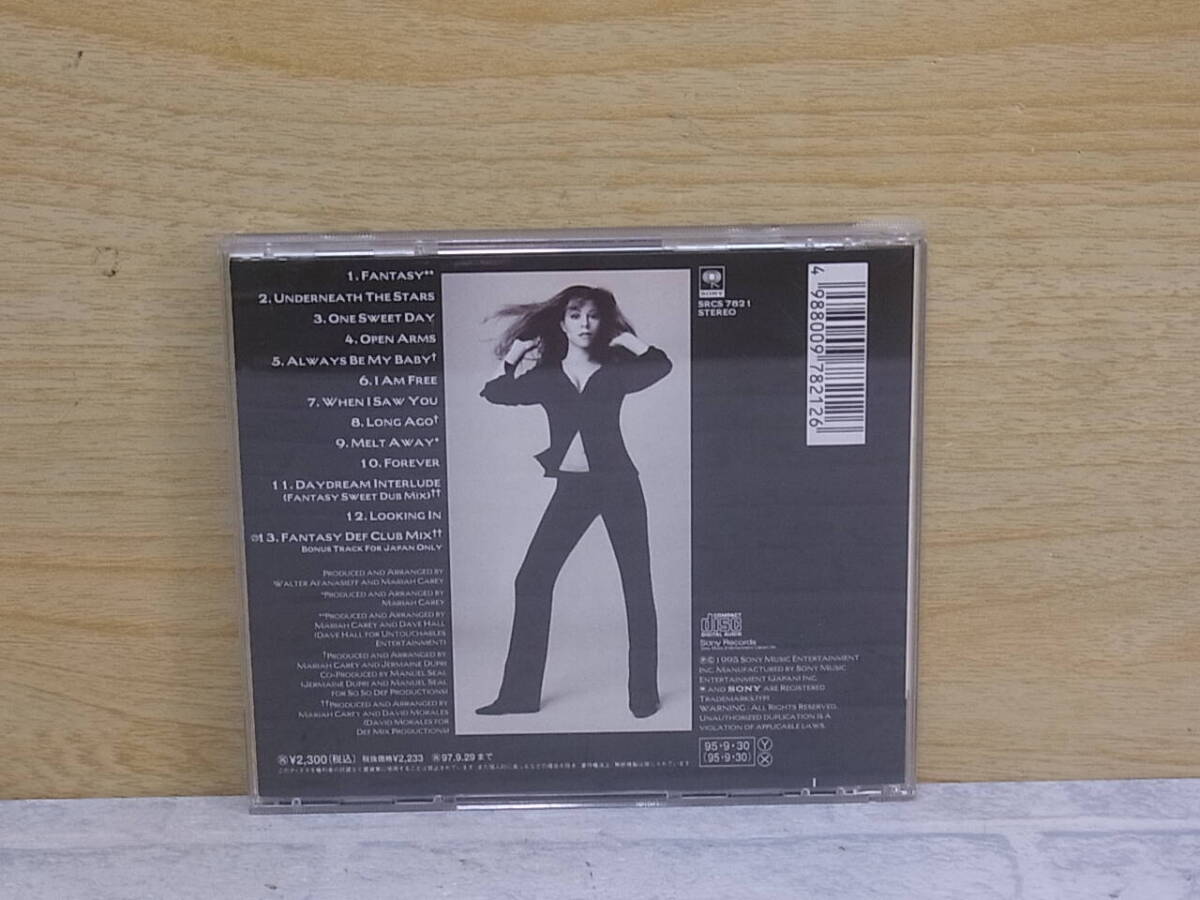 1. FANTASY**
2. UNDERNEATH THE STARS
3. ONE SWEET DAY
4. OPEN ARMS
5. ALWAYS BE MY BABY†
6. I AM FREE
7. WHEN I SAW YOU
8. LONG AGO†
9. MELT AWAY*
10. FOREVER
11. DAYDREAM INTERLUDE
(FANTASY SWEET DUB MIX)††
12. LOOKING IN
13. FANTASY DEF CLUB MIX††
BONUS TRACK FOR JAPAN ONLY
PRODUCED AND ARRANGED BY
WALTER AFANASIEFF AND MARIAH CAREY
*PRODUCED AND ARRANGED BY
MARIAH CAREY
**PRODUCED AND ARRANGED BY
MARIAH CAREY AND DAVE HALL
(DAVE HALL FOR UNTOUCHABLES
ENTERTAINMENT)
†PRODUCED AND ARRANGED BY
MARIAH CAREY AND JERMAINE DUPRI
CO-PRODUCED BY MANUEL SEAL
(JERMAINE DUPRI AND MANUEL SEAL
FOR SO SO DEF PRODUCTIONS)
††PRODUCED AND ARRANGED BY
MARIAH CAREY AND DAVID MORALES
(DAVID MORALES FOR
DEF MIX PRODUCTIONS)
¥2,300(税込) 税抜価格¥2,233 97.9.29まで
SONY
SRCS 7821
STEREO
4 988009 782126
COMPACT
disc
DIGITAL AUDIO
Sony Records
℗© 1995 SONY MUSIC ENTERTAINMENT
INC. MANUFACTURED BY SONY MUSIC
ENTERTAINMENT (JAPAN) INC.
AND SONY ARE REGISTERED
TRADEMARKS.
WARNING: ALL RIGHTS RESERVED.
UNAUTHORIZED DUPLICATION IS A
VIOLATION OF APPLICABLE LAWS.
95・9・30 Y
(95・9・30) X